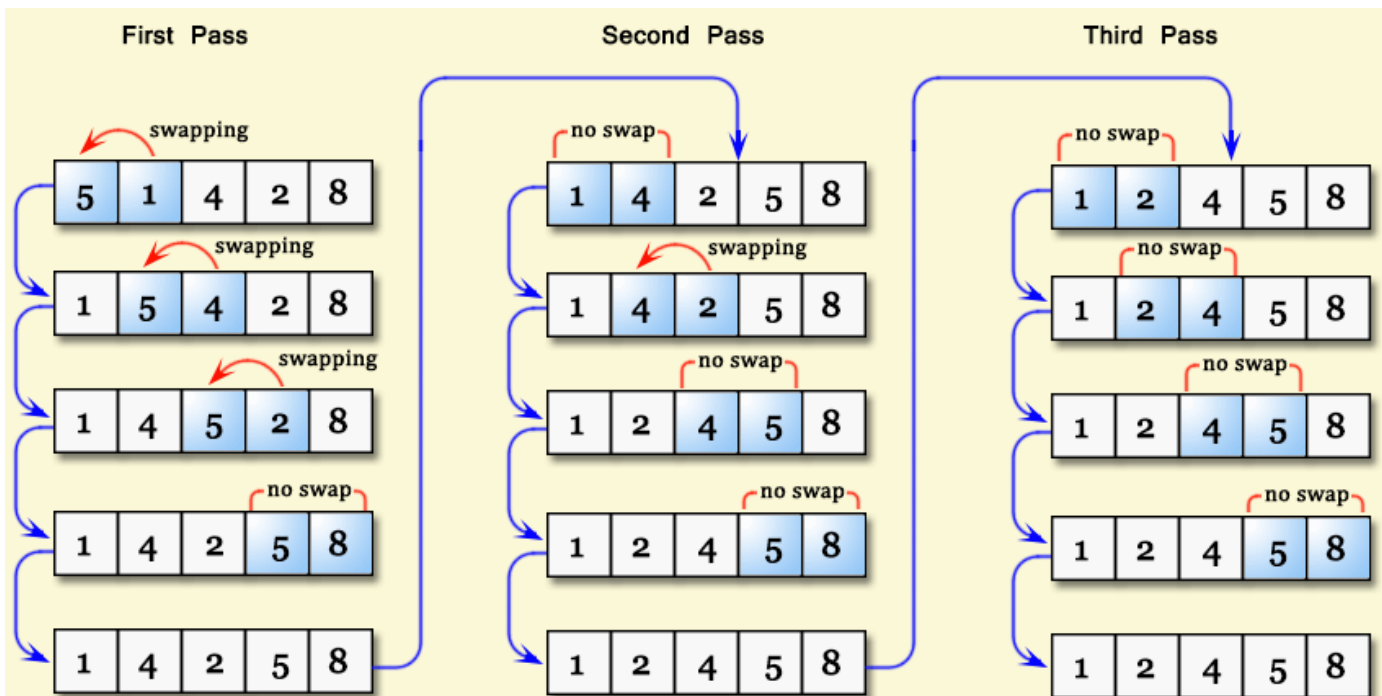 First Pass
swapping
5 1 4 2 8
swapping
1 5 4 2 8
swapping
1 4 5 2 8
no swap
1 4 2 5 8
1 4 2 5 8
Second Pass
no swap
1 4 2 5 8
swapping
1 4 2 5 8
no swap
1 2 4 5 8
no swap
1 2 4 5 8
1 2 4 5 8
Third Pass
no swap
1 2 4 5 8
no swap
1 2 4 5 8
no swap
1 2 4 5 8
no swap
1 2 4 5 8
1 2 4 5 8